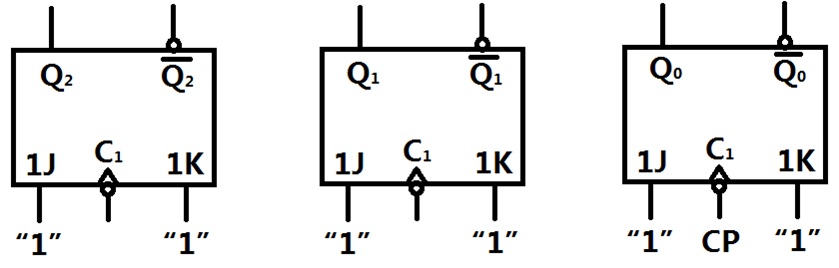 Q₂ Q̅₂ Q₁ Q̅₁ Q₀ Q̅₀
1J C₁ 1K 1J C₁ 1K 1J C₁ 1K
“1” “1” “1” “1” “1” CP “1”